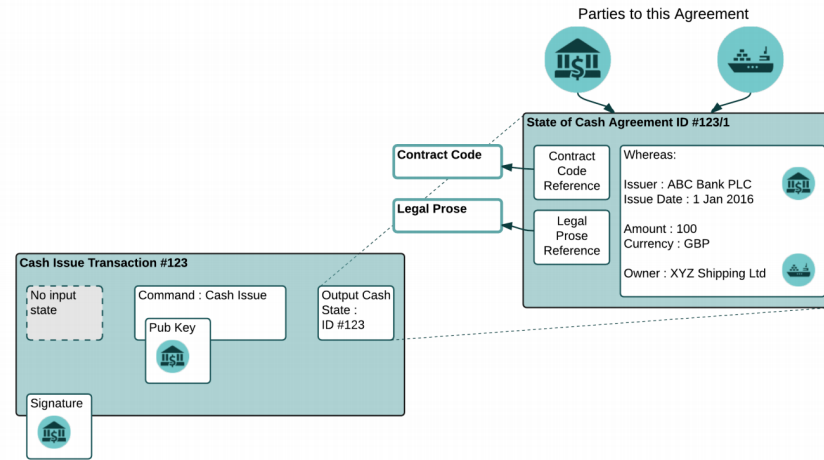 Parties to this Agreement
State of Cash Agreement ID #123/1
Contract Code
Contract
Code
Reference
Whereas:
Issuer : ABC Bank PLC
Issue Date : 1 Jan 2016
Amount : 100
Currency : GBP
Owner : XYZ Shipping Ltd
Legal Prose
Legal
Prose
Reference
Cash Issue Transaction #123
No input
state
Command : Cash Issue
Pub Key
Output Cash
State :
ID #123
Signature